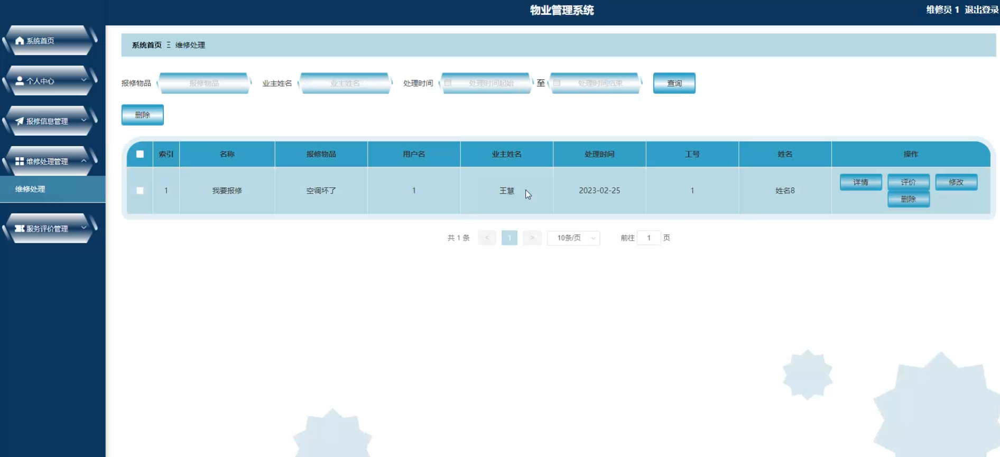 物业管理系统
维修员 1 退出登录
系统首页
个人中心
报修信息管理
维修处理管理
维修处理
服务评价管理
系统首页 Ξ 维修处理
报修物品 报修物品 业主姓名 业主姓名 处理时间 处理时间起始 至 处理时间结束 查询
删除
索引 名称 报修物品 用户名 业主姓名 处理时间 工号 姓名 操作
1 我要报修 空调坏了 1 王慧 2023-02-25 1 姓名8 详情 评价 修改
删除
共 1 条 < 1 > 10条/页 前往 1 页